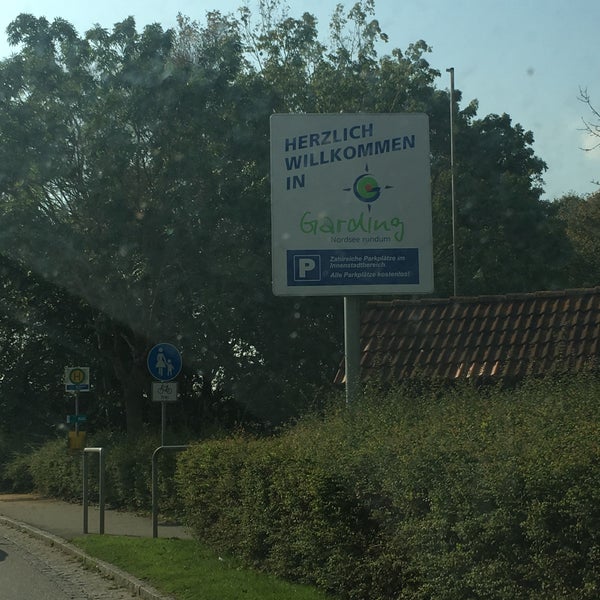 HERZLICH
WILLKOMMEN
IN
Garding
Nordsee rundum
P
Zahlreiche Parkplätze im
Innenstadtbereich
Alle Parkplätze kostenlos!
H